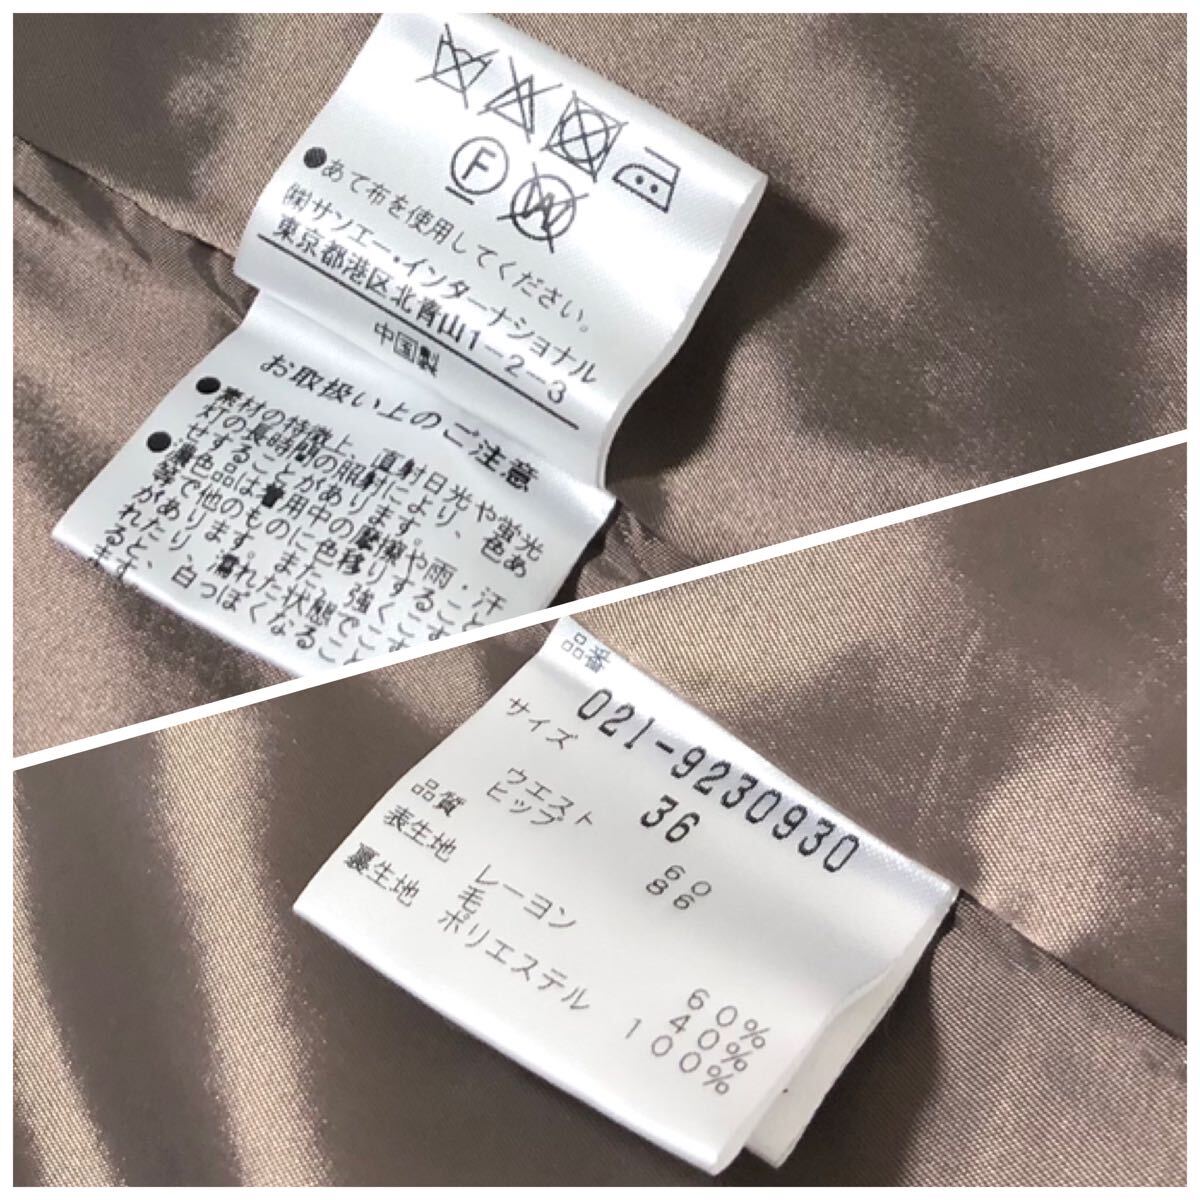 F
W
●あて布を使用してください。
㈱サンエー・インターナショナル
東京都港区北青山1-2-3
中国製
お取扱い上のご注意
●素材の特徴上、直射日光や蛍光
灯の長時間の照射により、色あ
せすることがあります。
●濃色品は着用中の摩擦や雨・汗
等で他のものに色移りすること
があります。また、強くこす
れたり、濡れた状態でこす
ると、白っぽくなること
ます。
品番
021-9230930
サイズ 36
ウエスト 60
ヒップ 86
品質
表生地 レーヨン 60%
毛 40%
裏生地 ポリエステル 100%